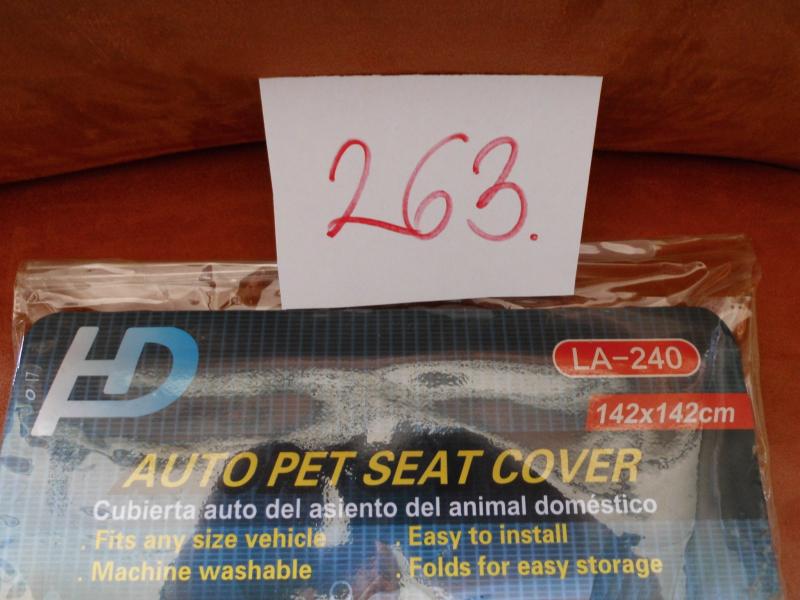 263.
HD
LA-240
142x142cm
AUTO PET SEAT COVER
Cubierta auto del asiento del animal doméstico
. Fits any size vehicle . Easy to install
. Machine washable . Folds for easy storage